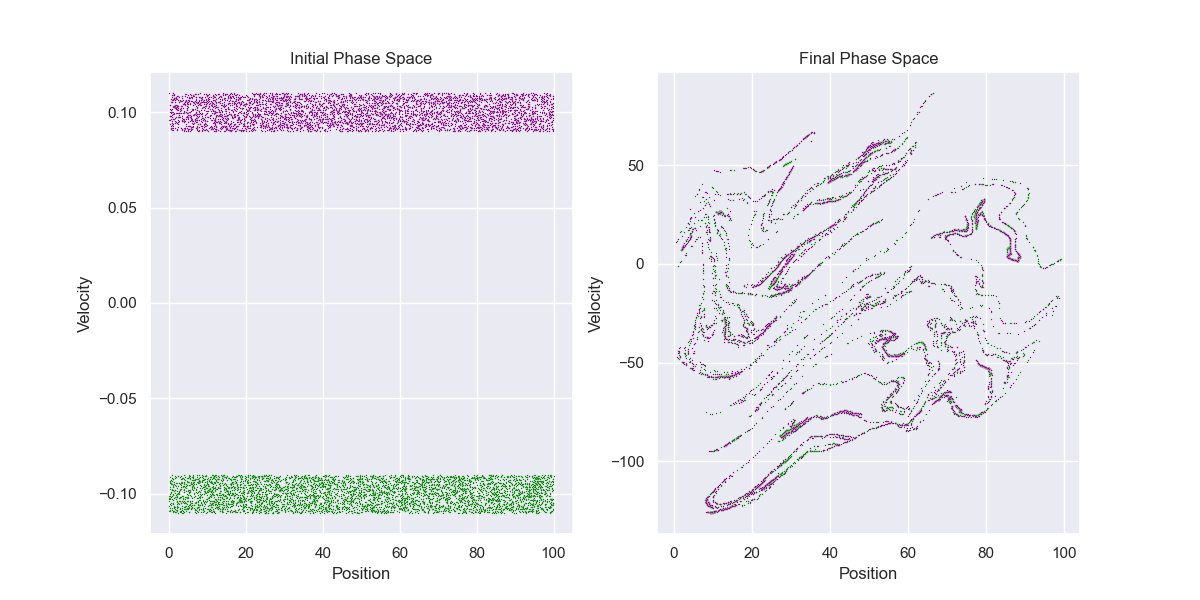 Initial Phase Space
Velocity
0.10
0.05
0.00
−0.05
−0.10
0 20 40 60 80 100
Position
Final Phase Space
Velocity
50
0
−50
−100
0 20 40 60 80 100
Position